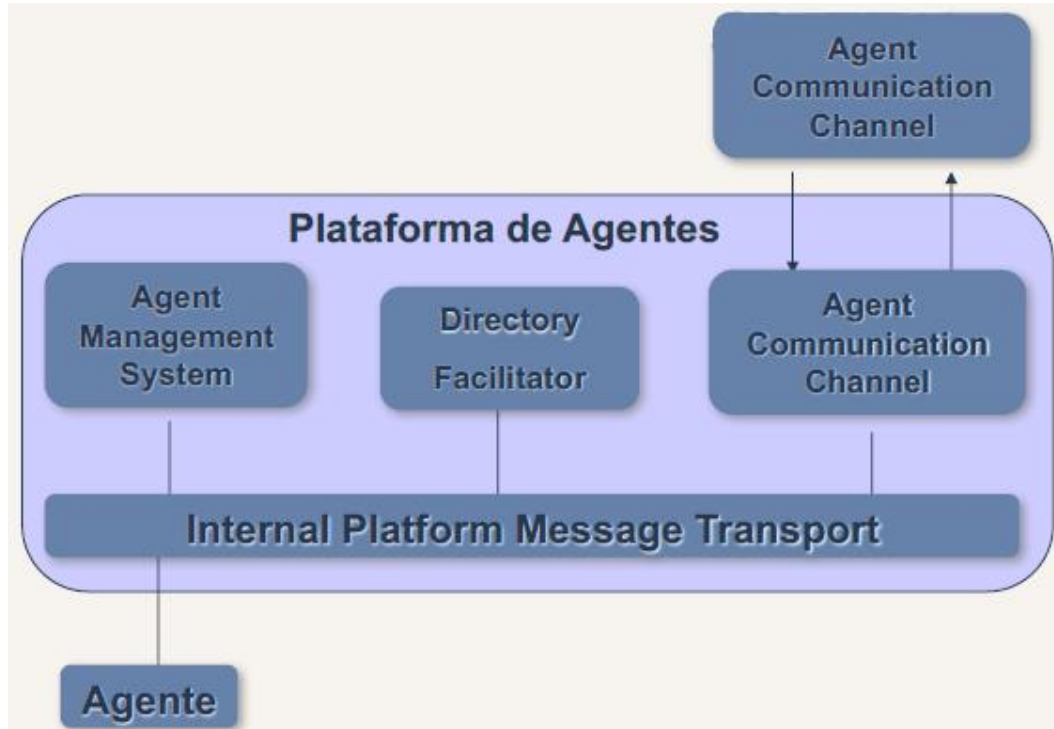 Agent
Communication
Channel
Plataforma de Agentes
Agent
Management
System
Directory
Facilitator
Agent
Communication
Channel
Internal Platform Message Transport
Agente